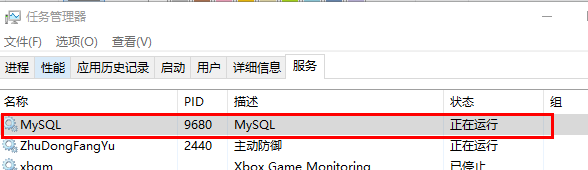 任务管理器
文件(F) 选项(O) 查看(V)
进程 性能 应用历史记录 启动 用户 详细信息 服务
名称 PID 描述 状态 组
MySQL 9680 MySQL 正在运行
ZhuDongFangYu 2440 主动防御 正在运行
xbgm Xbox Game Monitoring 已停止